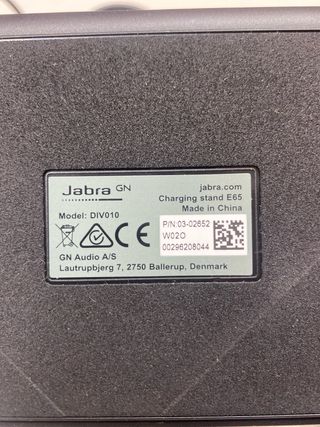 Jabra GN
jabra.com
Charging stand E65
Made in China
Model: DIV010
CE
P/N:03-02652
W02O
00296208044
GN Audio A/S
Lautrupbjerg 7, 2750 Ballerup, Denmark